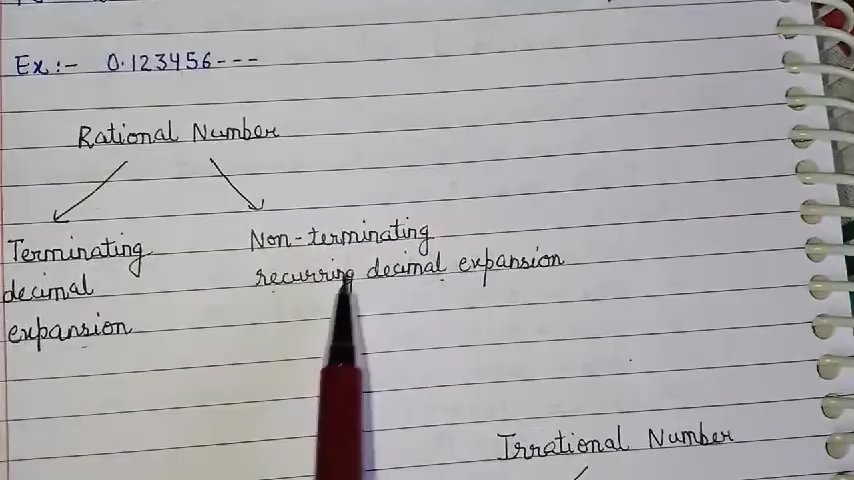 Ex:- 0.123456---
Rational Number
Terminating
decimal
expansion
Non-terminating
recurring decimal expansion
Irrational Number